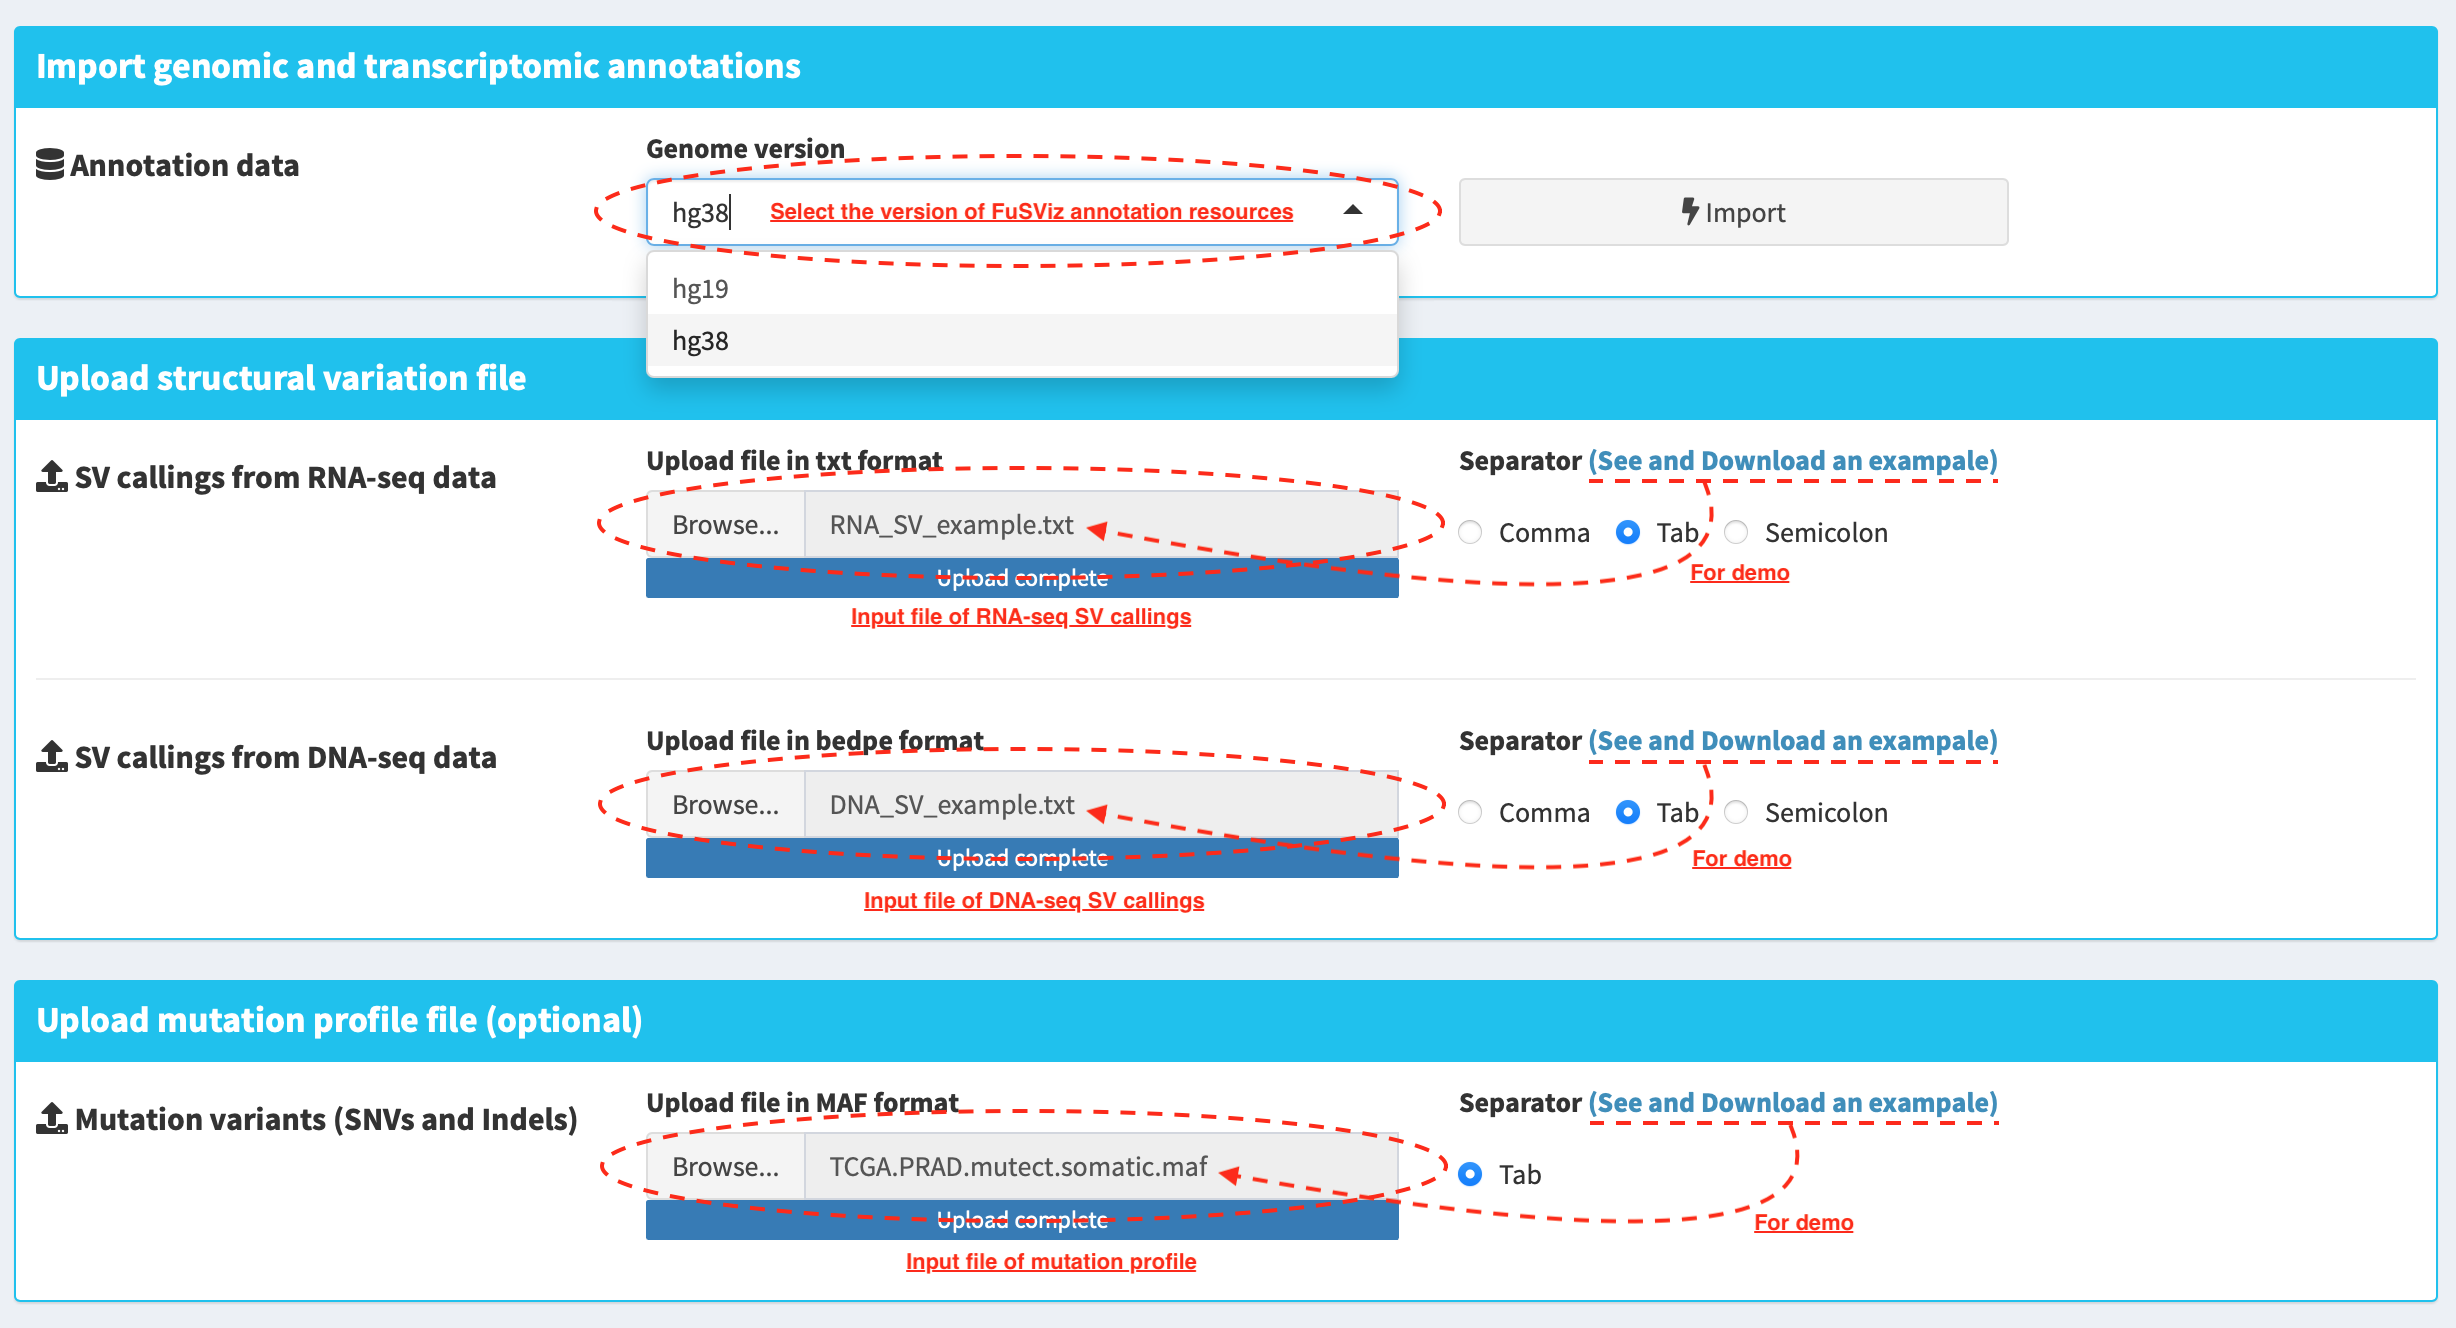 Import genomic and transcriptomic annotations
Annotation data
Genome version
hg38 Select the version of FuSViz annotation resources
Import
hg19
hg38
Upload structural variation file
SV callings from RNA-seq data
Upload file in txt format
Browse... RNA_SV_example.txt
Upload complete
Input file of RNA-seq SV callings
Separator (See and Download an exampale)
Comma Tab Semicolon
For demo
SV callings from DNA-seq data
Upload file in bedpe format
Browse... DNA_SV_example.txt
Upload complete
Input file of DNA-seq SV callings
Separator (See and Download an exampale)
Comma Tab Semicolon
For demo
Upload mutation profile file (optional)
Mutation variants (SNVs and Indels)
Upload file in MAF format
Browse... TCGA.PRAD.mutect.somatic.maf
Upload complete
Input file of mutation profile
Separator (See and Download an exampale)
Tab
For demo